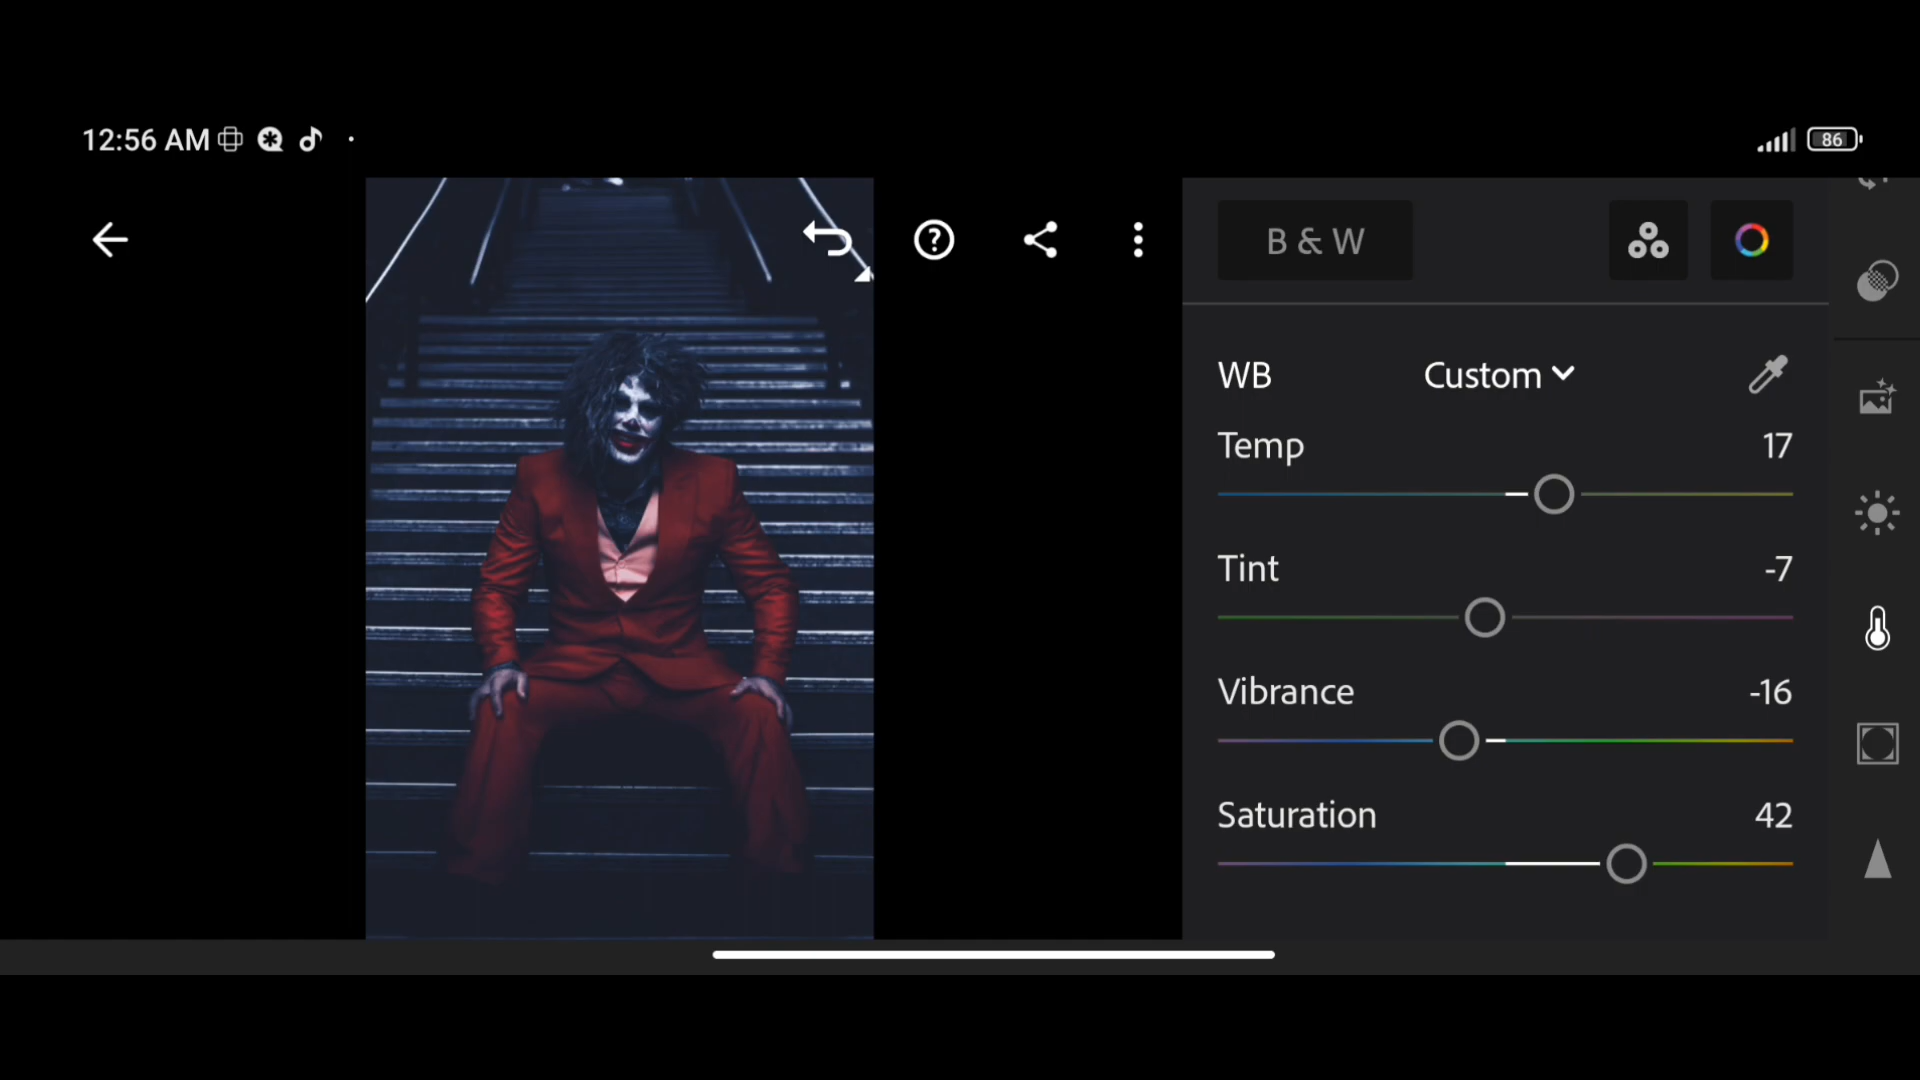 12:56 AM
86
B & W
WB Custom
Temp 17
Tint -7
Vibrance -16
Saturation 42